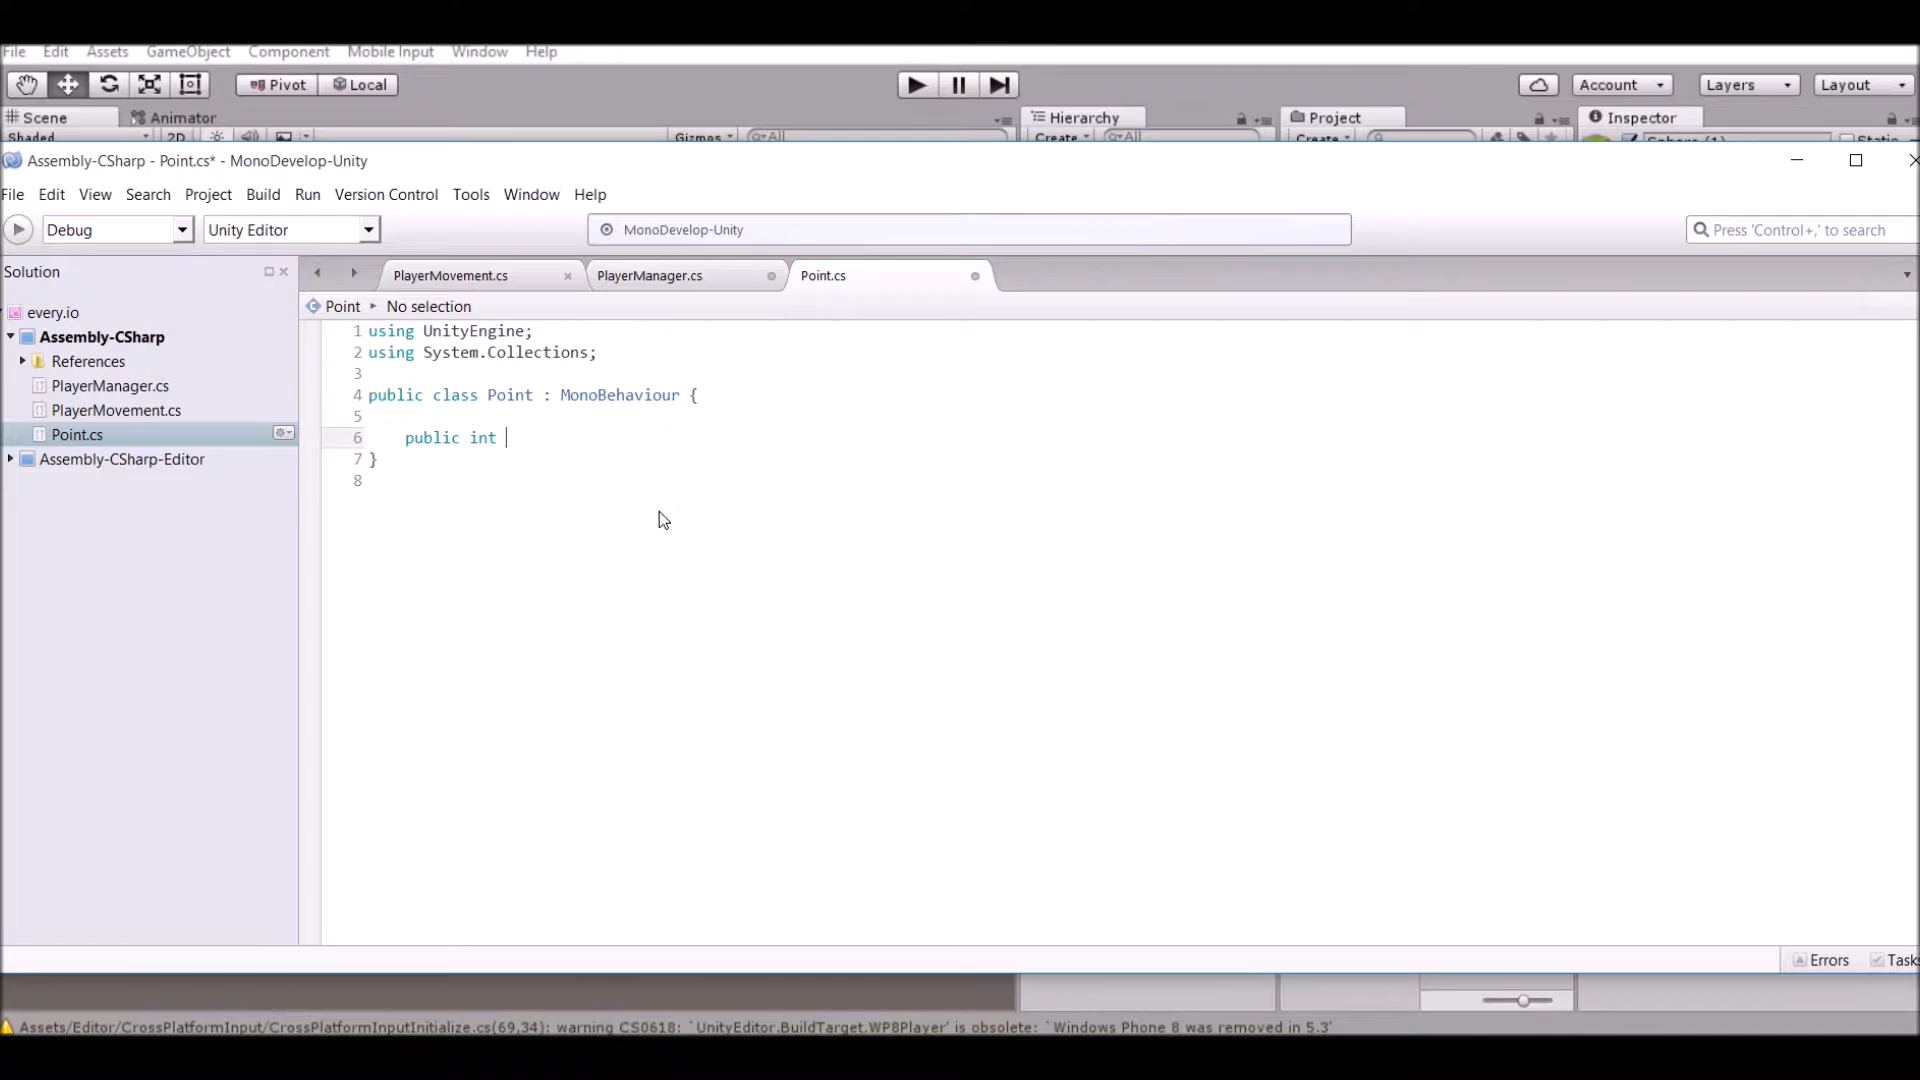 File Edit Assets GameObject Component Mobile Input Window Help
Pivot Local Account Layers Layout
Scene Animator Hierarchy Project Inspector
Shaded 2D Gizmos All Create All Create Sphere (1) Static
Assembly-CSharp - Point.cs* - MonoDevelop-Unity
File Edit View Search Project Build Run Version Control Tools Window Help
Debug Unity Editor MonoDevelop-Unity Press 'Control+,' to search
Solution PlayerMovement.cs PlayerManager.cs Point.cs
Point No selection
every.io
Assembly-CSharp
References
PlayerManager.cs
PlayerMovement.cs
Point.cs
Assembly-CSharp-Editor
1 using UnityEngine;
2 using System.Collections;
3
4 public class Point : MonoBehaviour {
5
6 public int
7 }
8
Errors Tasks
Assets/Editor/CrossPlatformInput/CrossPlatformInputInitialize.cs(69,34): warning CS0618: `UnityEditor.BuildTarget.WP8Player' is obsolete: `Windows Phone 8 was removed in 5.3'